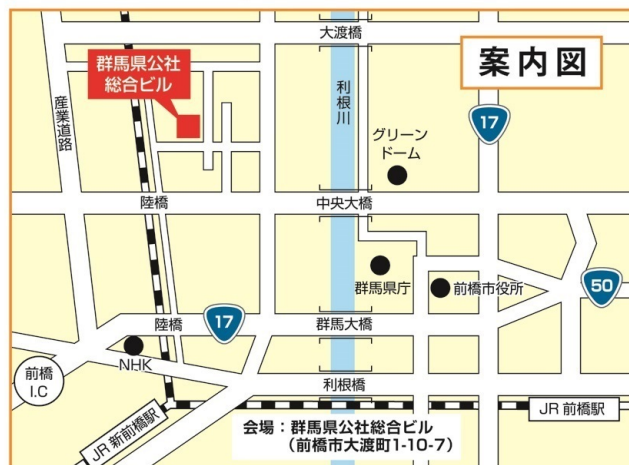 大渡橋
案内図
群馬県公社
総合ビル
産業道路
利根川
17
グリーン
ドーム
陸橋
中央大橋
群馬県庁
前橋市役所
50
陸橋
17
群馬大橋
NHK
前橋
I.C
利根橋
JR 新前橋駅
JR 前橋駅
会場：群馬県公社総合ビル
（前橋市大渡町1-10-7）